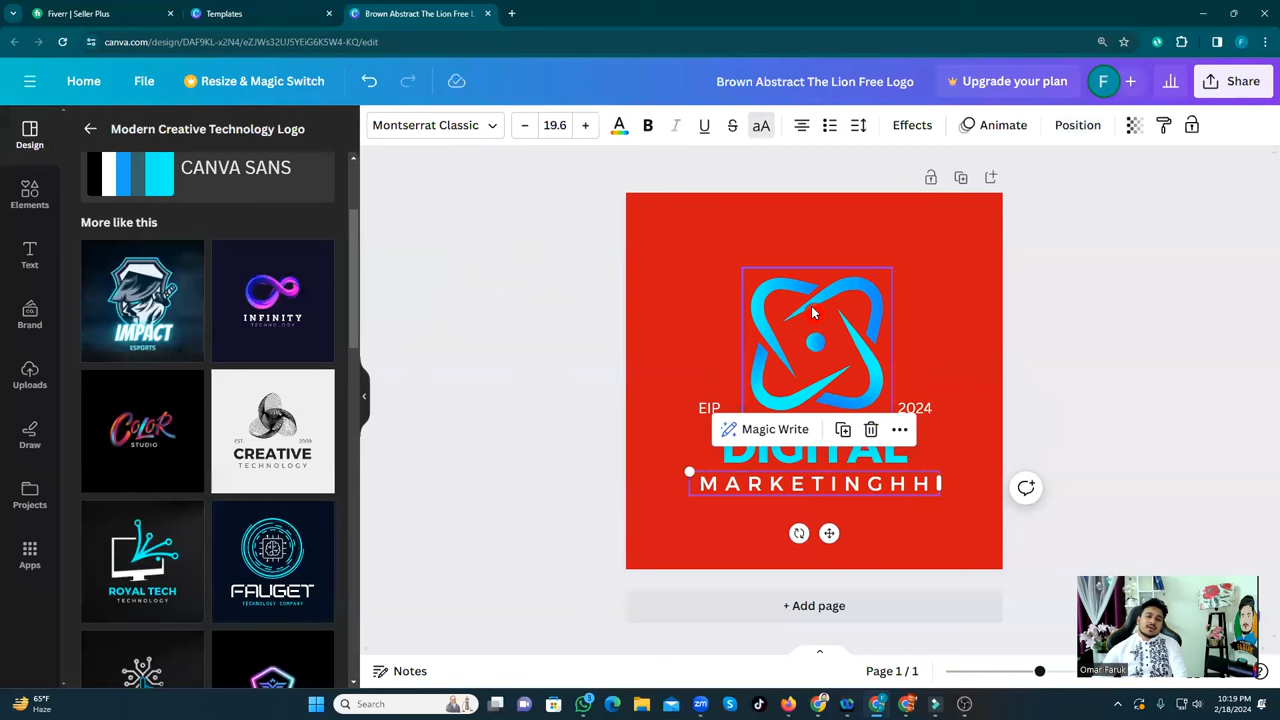 Fiverr | Seller Plus
Templates
Brown Abstract The Lion Free L
canva.com/design/DAF9KL-x2N4/eZJWs32UJ5YEiG6K5W4-KQ/edit
Home
File
Resize & Magic Switch
Brown Abstract The Lion Free Logo
Upgrade your plan
F
Share
Design
Elements
Text
Brand
Uploads
Draw
Projects
Apps
Modern Creative Technology Logo
CANVA SANS
More like this
IMPACT
ESPORTS
INFINITY
TECHNOLOGY
COLOR
STUDIO
EST. 2009
CREATIVE
TECHNOLOGY
ROYAL TECH
TECHNOLOGY
FAUGET
TECHNOLOGY COMPANY
Montserrat Classic
19.6
A
B
I
U
S
aA
Effects
Animate
Position
EIP 2024
Magic Write
DIGITAL
MARKETINGHH
+ Add page
Notes
Page 1 / 1
Omar Faruk
65°F
Haze
Search
10:19 PM
2/18/2024